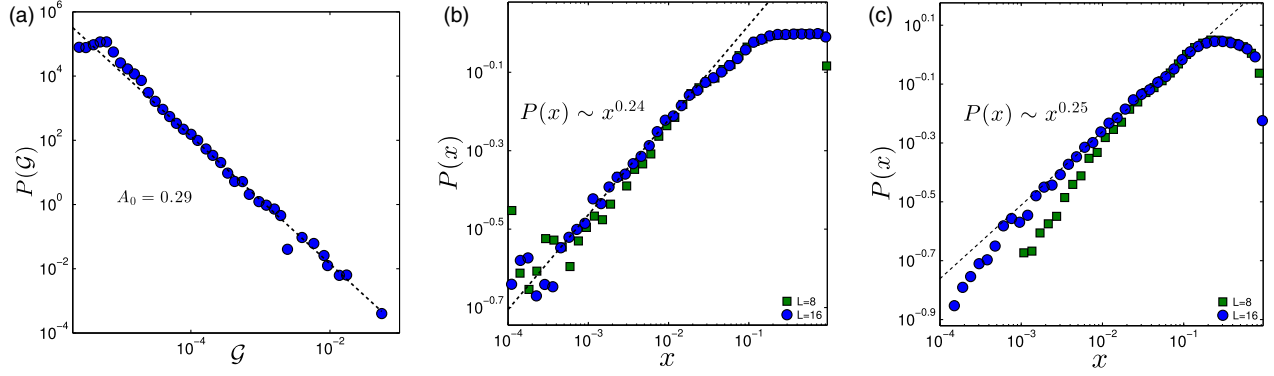 (a)
10^6
10^4
10^2
10^0
10^-2
10^-4
P(𝒢)
A_0 = 0.29
10^-4
10^-2
𝒢
(b)
10^-0.1
10^-0.3
10^-0.5
10^-0.7
P(x)
P(x) ∼ x^0.24
L=8
L=16
10^-4
10^-3
10^-2
10^-1
x
(c)
10^0.1
10^-0.1
10^-0.3
10^-0.5
10^-0.7
10^-0.9
P(x)
P(x) ∼ x^0.25
L=8
L=16
10^-4
10^-3
10^-2
10^-1
x